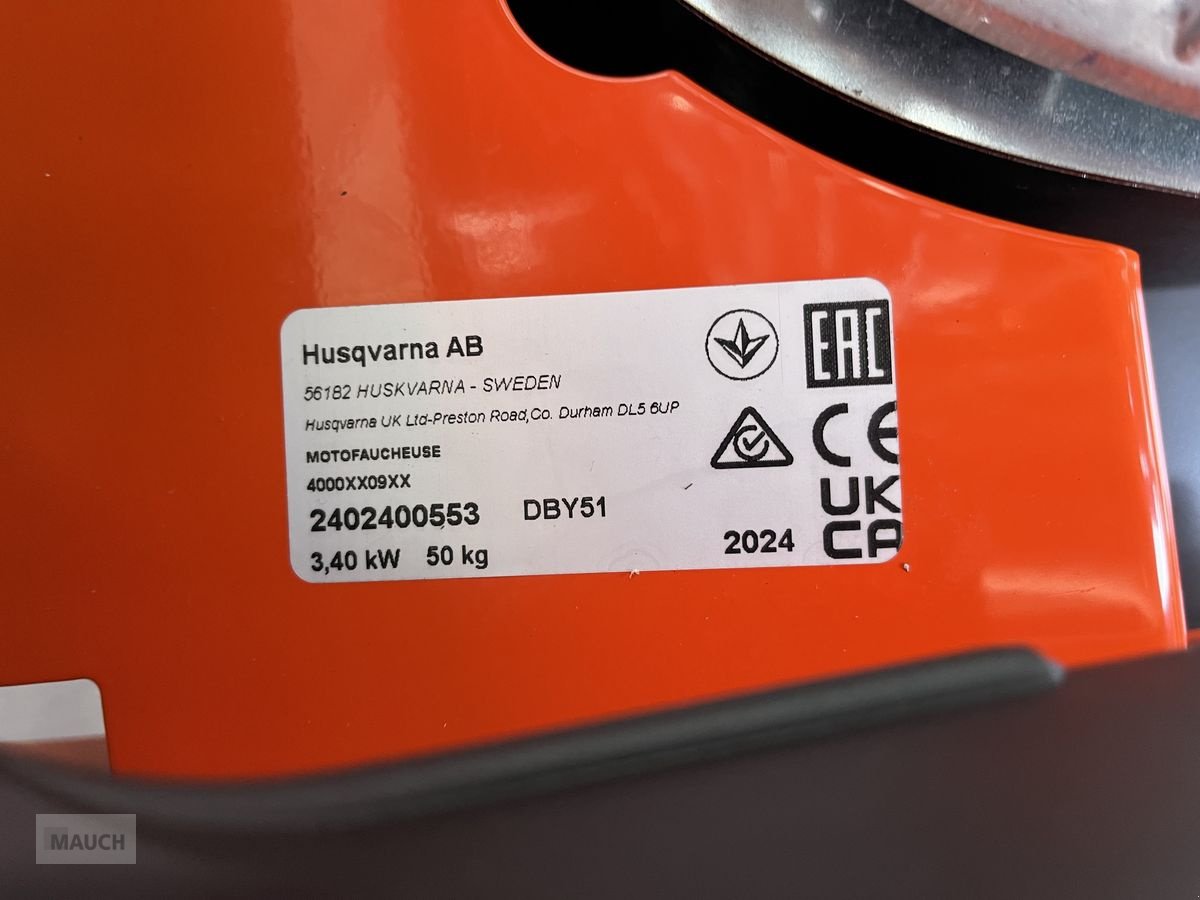 Husqvarna AB
56182 HUSKVARNA - SWEDEN
Husqvarna UK Ltd-Preston Road,Co. Durham DL5 6UP
MOTOFAUCHEUSE
4000XX09XX
2402400553 DBY51
3,40 kW 50 kg 2024
EAC
CE
UK
CA
MAUCH